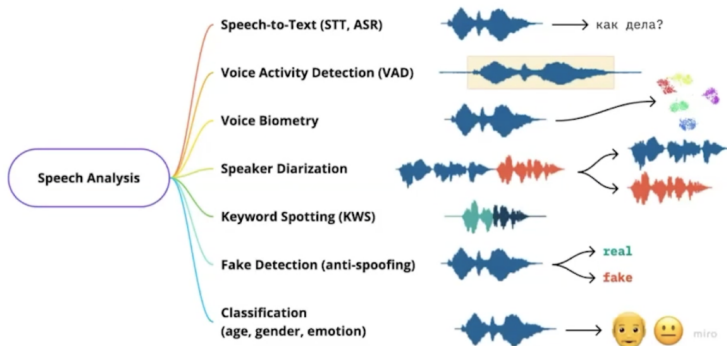 Speech Analysis
Speech-to-Text (STT, ASR)
как дела?
Voice Activity Detection (VAD)
Voice Biometry
Speaker Diarization
Keyword Spotting (KWS)
Fake Detection (anti-spoofing)
real
fake
Classification
(age, gender, emotion)
miro